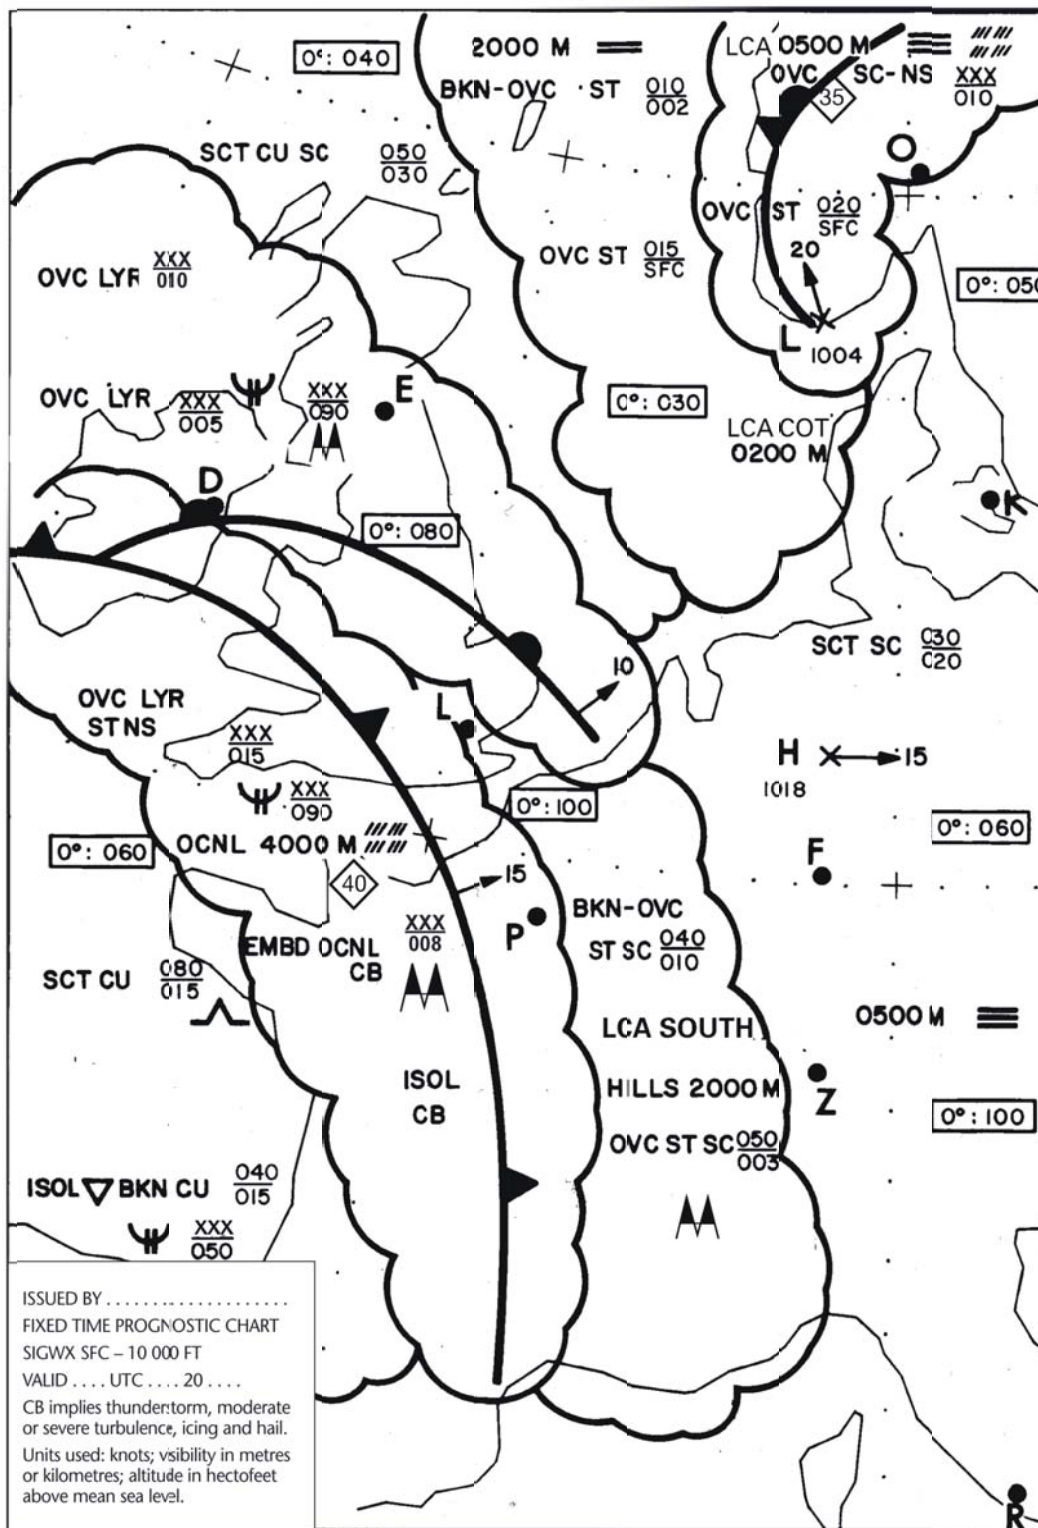 0°: 040
2000 M
BKN-OVC ST 010
002
LCA 0500 M
OVC SC-NS XXX
010
35
O
SCT CU SC 050
030
OVC LYR XXX
010
OVC ST 015
SFC
OVC ST 020
SFC
20
0°: 050
L 1004
OVC LYR XXX
005
XXX
090
E
0°: 030
LCA COT
0200 M
D
0°: 080
K
SCT SC 030
020
10
OVC LYR
ST NS
XXX
015
L
H 15
1018
XXX
090
0°: 100
0°: 060
OCNL 4000 M
0°: 060
40
15
F
EMBD OCNL
CB
XXX
008
P
BKN-OVC
ST SC 040
010
SCT CU 080
015
LCA SOUTH
HILLS 2000 M
0500 M
Z
ISOL
CB
0°: 100
OVC ST SC 050
003
ISOL BKN CU 040
015
XXX
050
ISSUED BY . . . . . . . . . . . . . . . . . . . . . .
FIXED TIME PROGNOSTIC CHART
SIGWX SFC – 10 000 FT
VALID . . . . UTC . . . . 20 . . . .
CB implies thunderstorm, moderate
or severe turbulence, icing and hail.
Units used: knots; visibility in metres
or kilometres; altitude in hectofeet
above mean sea level.
R